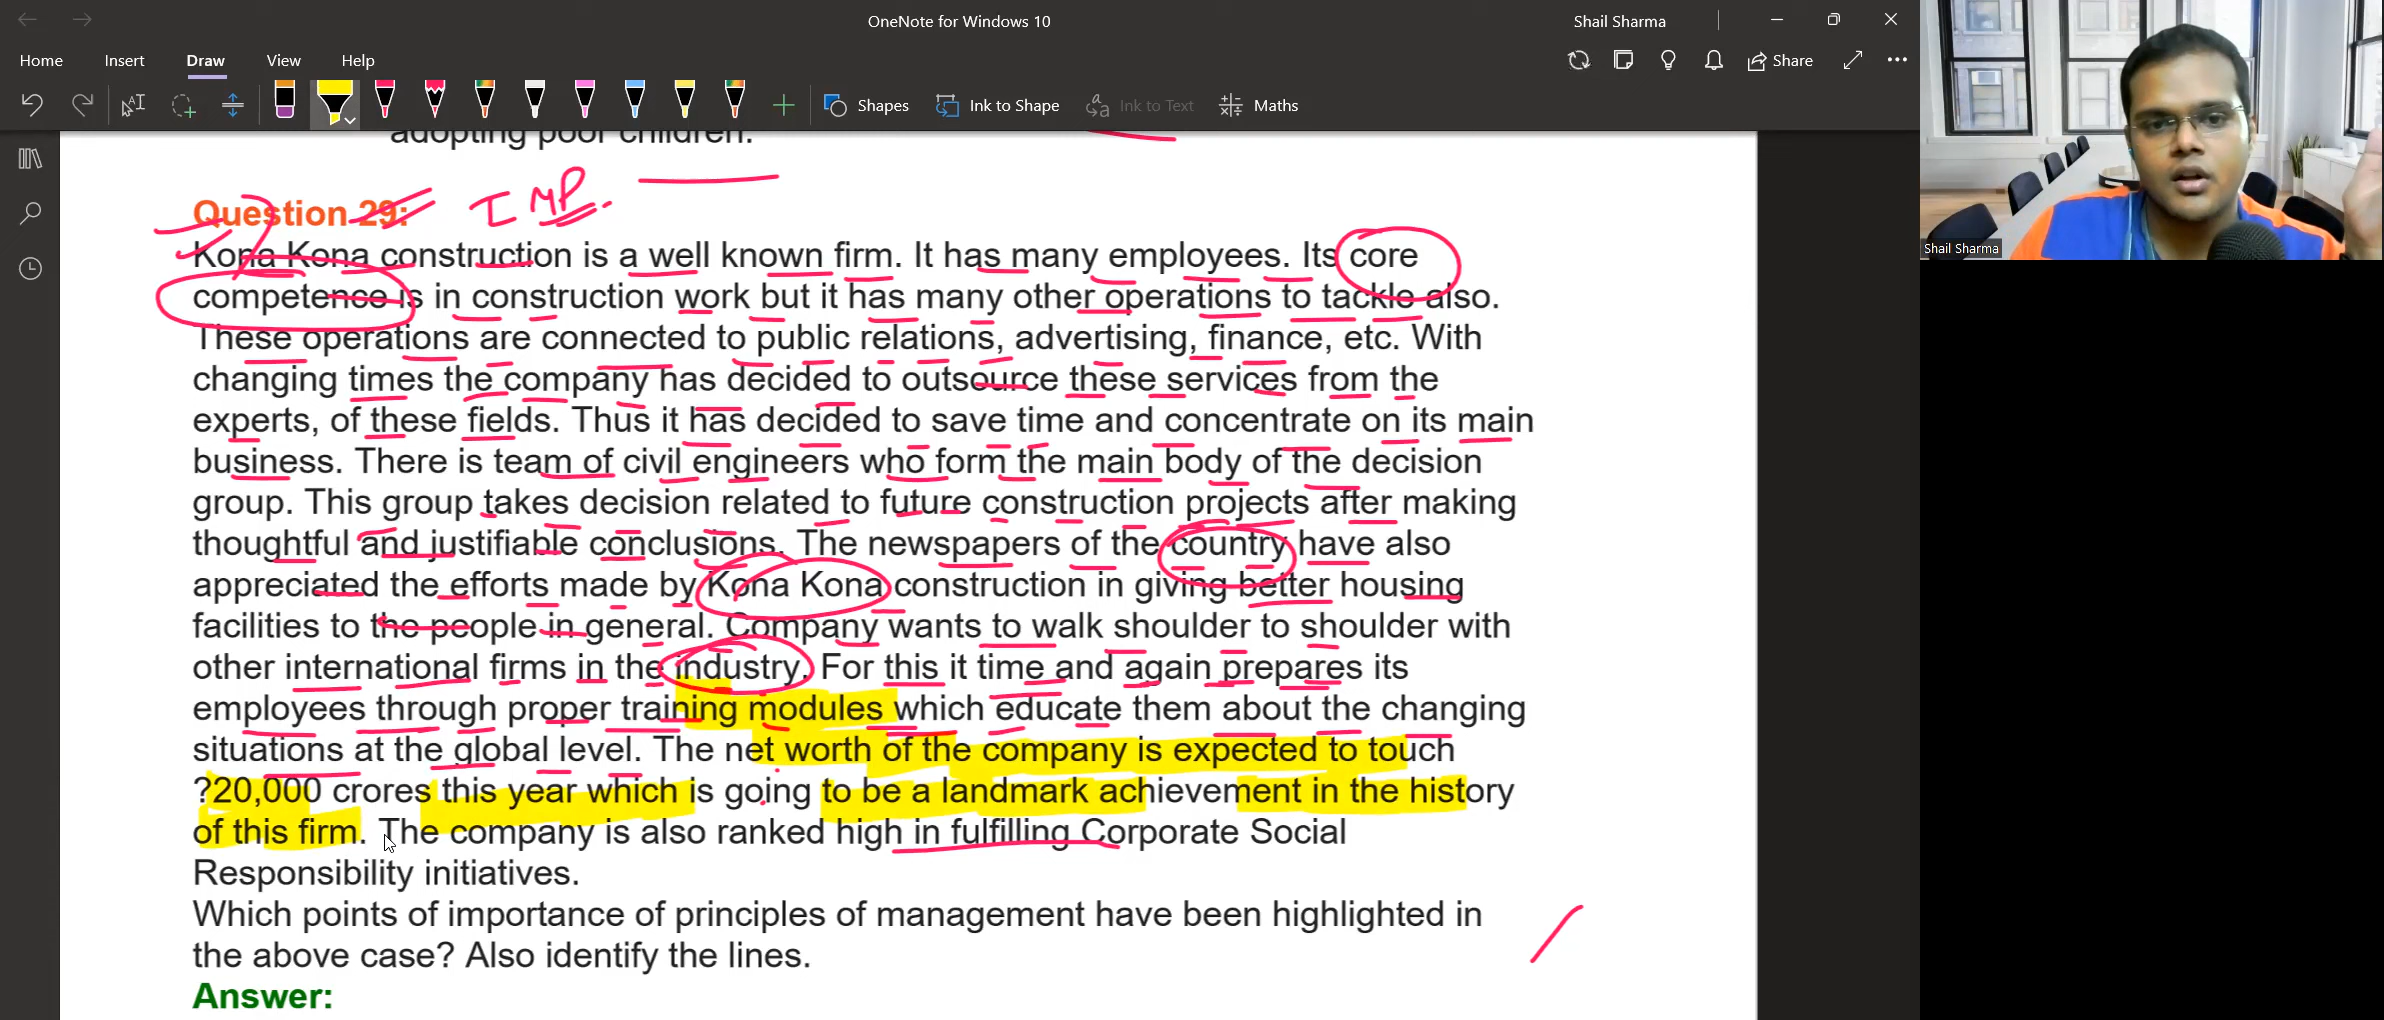 OneNote for Windows 10
Shail Sharma
Home Insert Draw View Help
Share
Shapes Ink to Shape Ink to Text Maths
adopting poor children.
Question 29: IMP.
Kona Kona construction is a well known firm. It has many employees. Its core
competence is in construction work but it has many other operations to tackle also.
These operations are connected to public relations, advertising, finance, etc. With
changing times the company has decided to outsource these services from the
experts, of these fields. Thus it has decided to save time and concentrate on its main
business. There is team of civil engineers who form the main body of the decision
group. This group takes decision related to future construction projects after making
thoughtful and justifiable conclusions. The newspapers of the country have also
appreciated the efforts made by Kona Kona construction in giving better housing
facilities to the people in general. Company wants to walk shoulder to shoulder with
other international firms in the industry. For this it time and again prepares its
employees through proper training modules which educate them about the changing
situations at the global level. The net worth of the company is expected to touch
?20,000 crores this year which is going to be a landmark achievement in the history
of this firm. The company is also ranked high in fulfilling Corporate Social
Responsibility initiatives.
Which points of importance of principles of management have been highlighted in
the above case? Also identify the lines.
Answer:
Shail Sharma